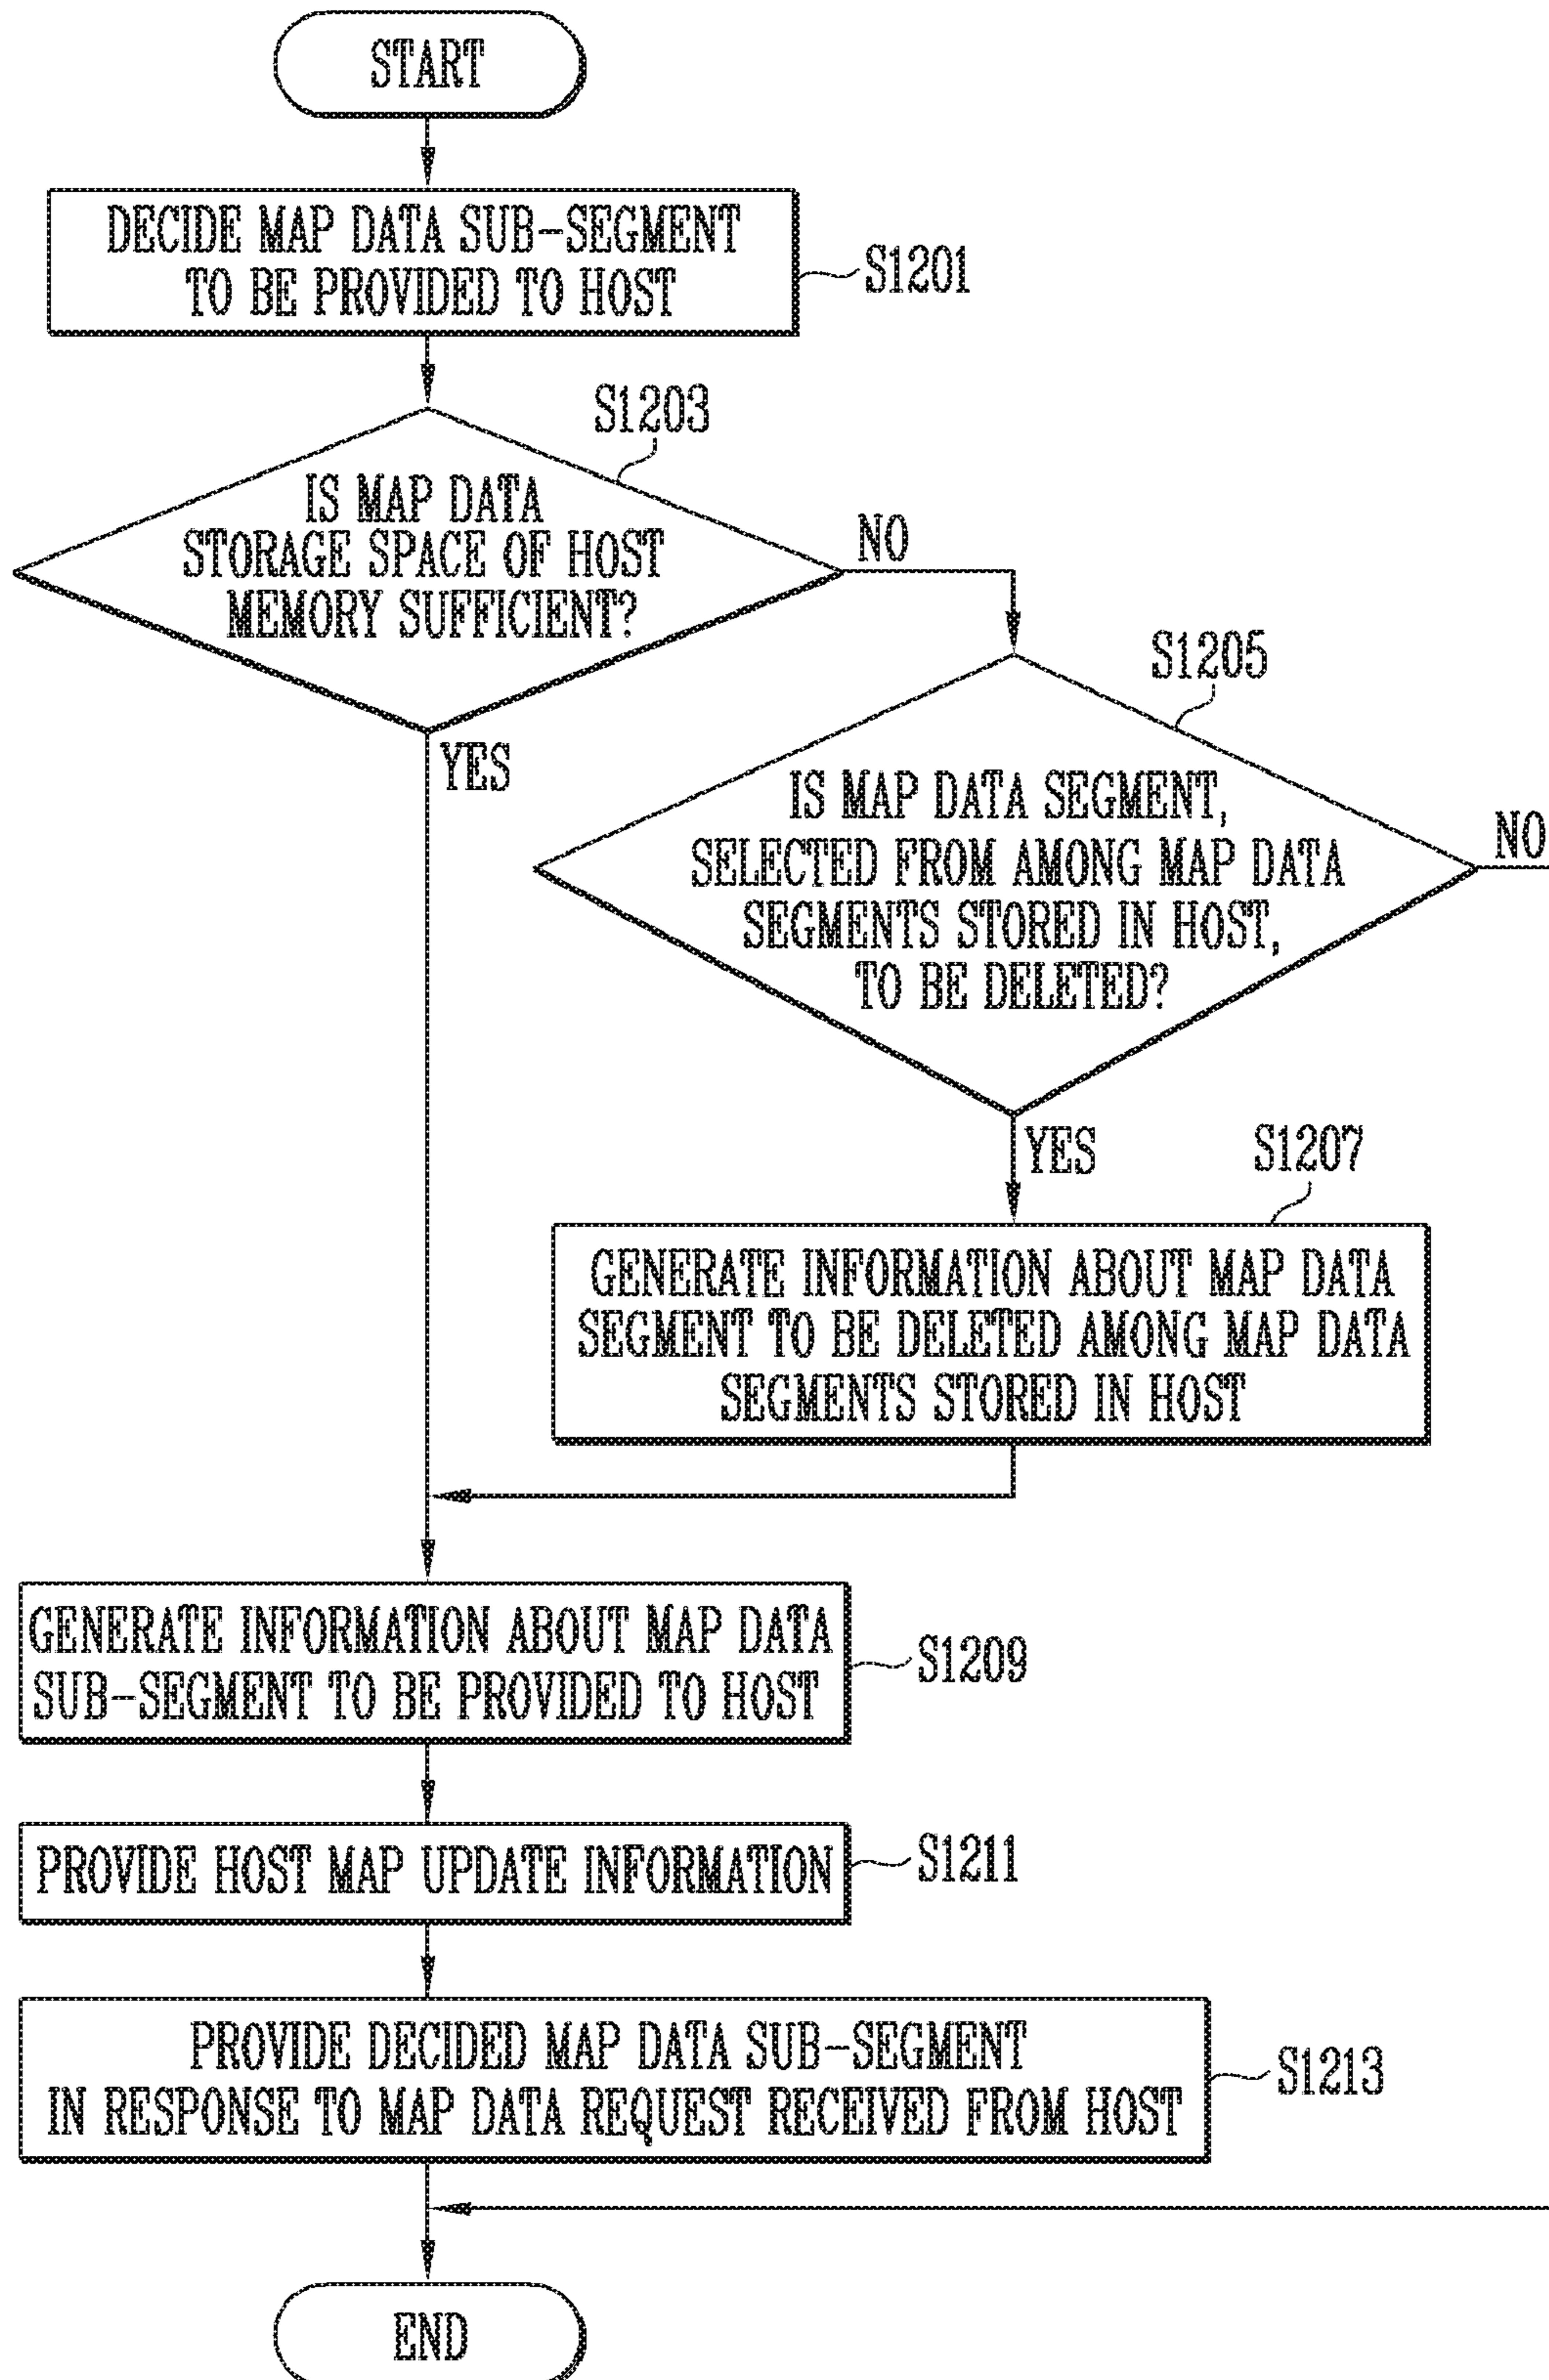 START
DECIDE MAP DATA SUB-SEGMENT
TO BE PROVIDED TO HOST
S1201
S1203
IS MAP DATA
STORAGE SPACE OF HOST
MEMORY SUFFICIENT?
NO
YES
S1205
IS MAP DATA SEGMENT,
SELECTED FROM AMONG MAP DATA
SEGMENTS STORED IN HOST,
TO BE DELETED?
NO
YES
S1207
GENERATE INFORMATION ABOUT MAP DATA
SEGMENT TO BE DELETED AMONG MAP DATA
SEGMENTS STORED IN HOST
GENERATE INFORMATION ABOUT MAP DATA
SUB-SEGMENT TO BE PROVIDED TO HOST
S1209
PROVIDE HOST MAP UPDATE INFORMATION
S1211
PROVIDE DECIDED MAP DATA SUB-SEGMENT
IN RESPONSE TO MAP DATA REQUEST RECEIVED FROM HOST
S1213
END